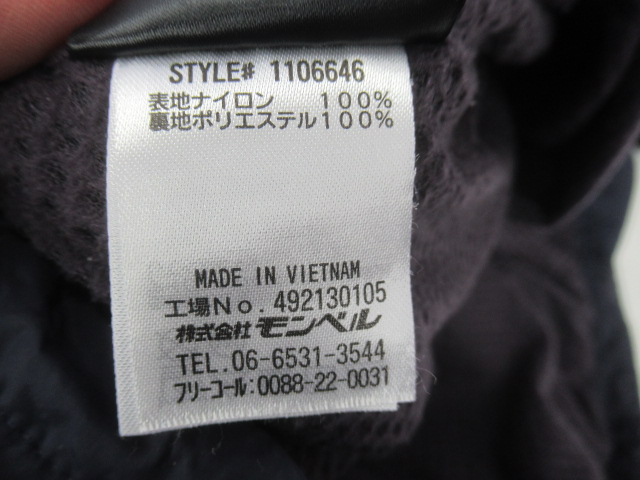 STYLE# 1106646
表地ナイロン 100%
裏地ポリエステル100%
MADE IN VIETNAM
工場No. 492130105
株式会社モンベル
TEL. 06-6531-3544
フリーコール:0088-22-0031